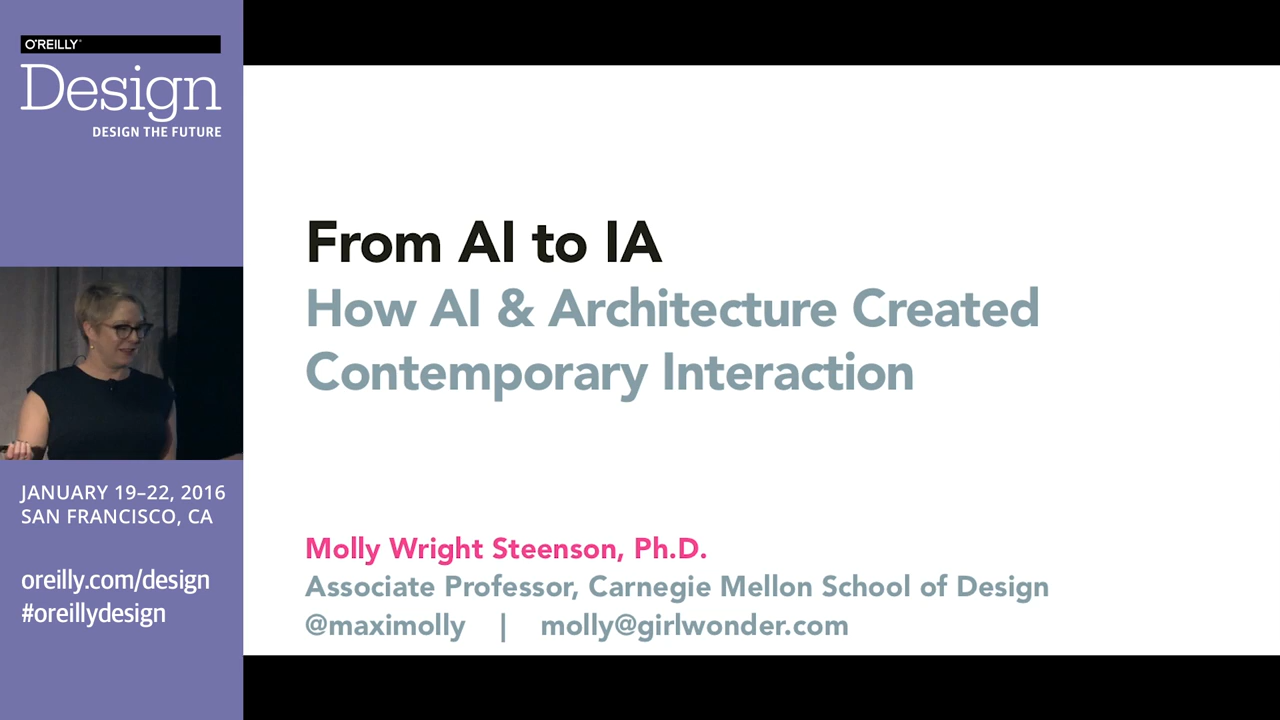 O'REILLY®
Design
DESIGN THE FUTURE
JANUARY 19–22, 2016
SAN FRANCISCO, CA
oreilly.com/design
#oreillydesign
From AI to IA
How AI & Architecture Created
Contemporary Interaction
Molly Wright Steenson, Ph.D.
Associate Professor, Carnegie Mellon School of Design
@maximolly | molly@girlwonder.com